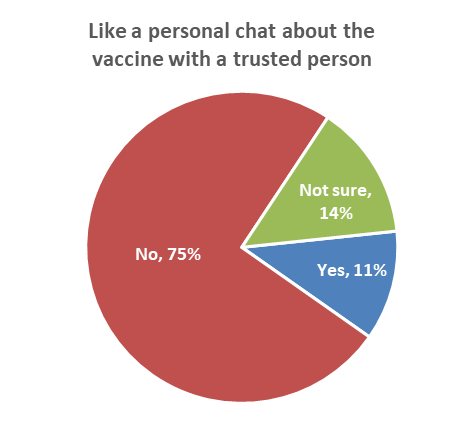 Like a personal chat about the
vaccine with a trusted person
Not sure,
14%
No, 75%
Yes, 11%